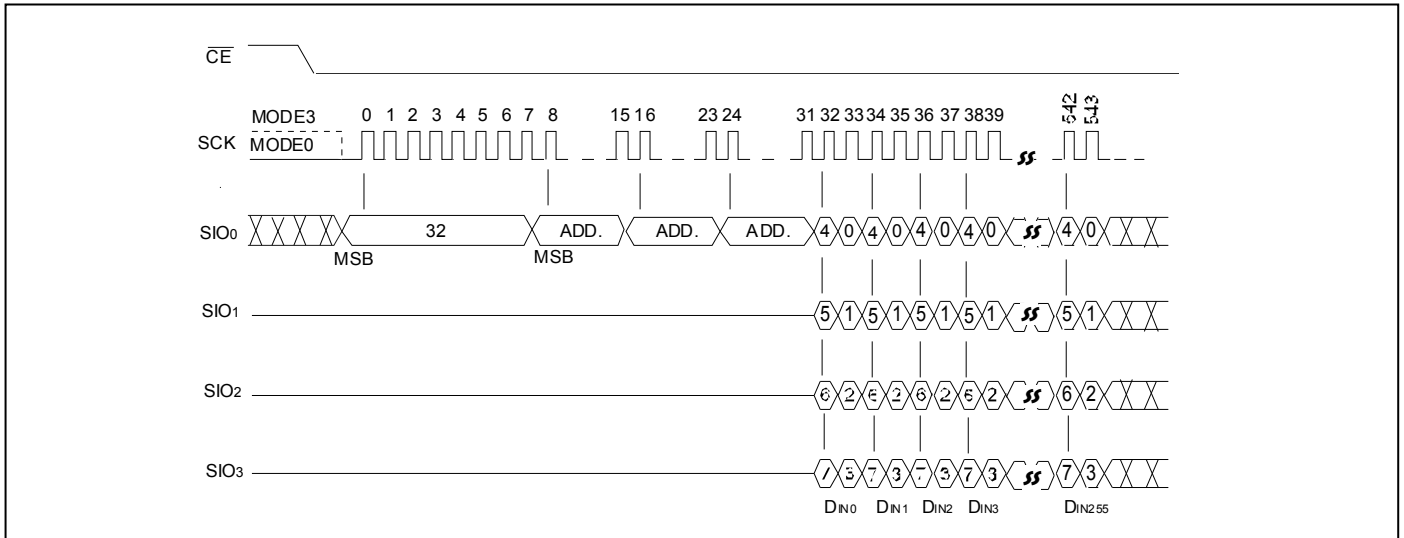 CE
MODE3 0 1 2 3 4 5 6 7 8 15 16 23 24 31 32 33 34 35 36 37 38 39 542 543
SCK MODE0
SIO0 32 ADD. ADD. ADD. 4 0 4 0 4 0 4 0 4 0
MSB MSB
SIO1 5 1 5 1 5 1 5 1 5 1
SIO2 6 2 6 2 6 2 6 2 6 2
SIO3 7 3 7 3 7 3 7 3 7 3
DIN0 DIN1 DIN2 DIN3 DIN255